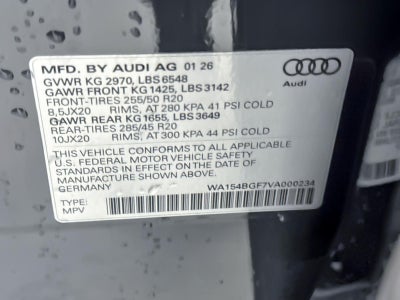 MFD. BY AUDI AG 01 26
GVWR KG 2970, LBS 6548
GAWR FRONT KG 1425, LBS 3142
FRONT-TIRES 255/50 R20
8,5JX20 RIMS, AT 280 KPA 41 PSI COLD
GAWR REAR KG 1655, LBS 3649
REAR-TIRES 285/45 R20
10JX20 RIMS, AT 300 KPA 44 PSI COLD
THIS VEHICLE CONFORMS TO ALL APPLICABLE
U.S. FEDERAL MOTOR VEHICLE SAFETY
STANDARDS IN EFFECT ON THE DATE
OF MANUFACTURE SHOWN ABOVE.
GERMANY
WA154BGF7VA000234
TYPE:
MPV
Audi